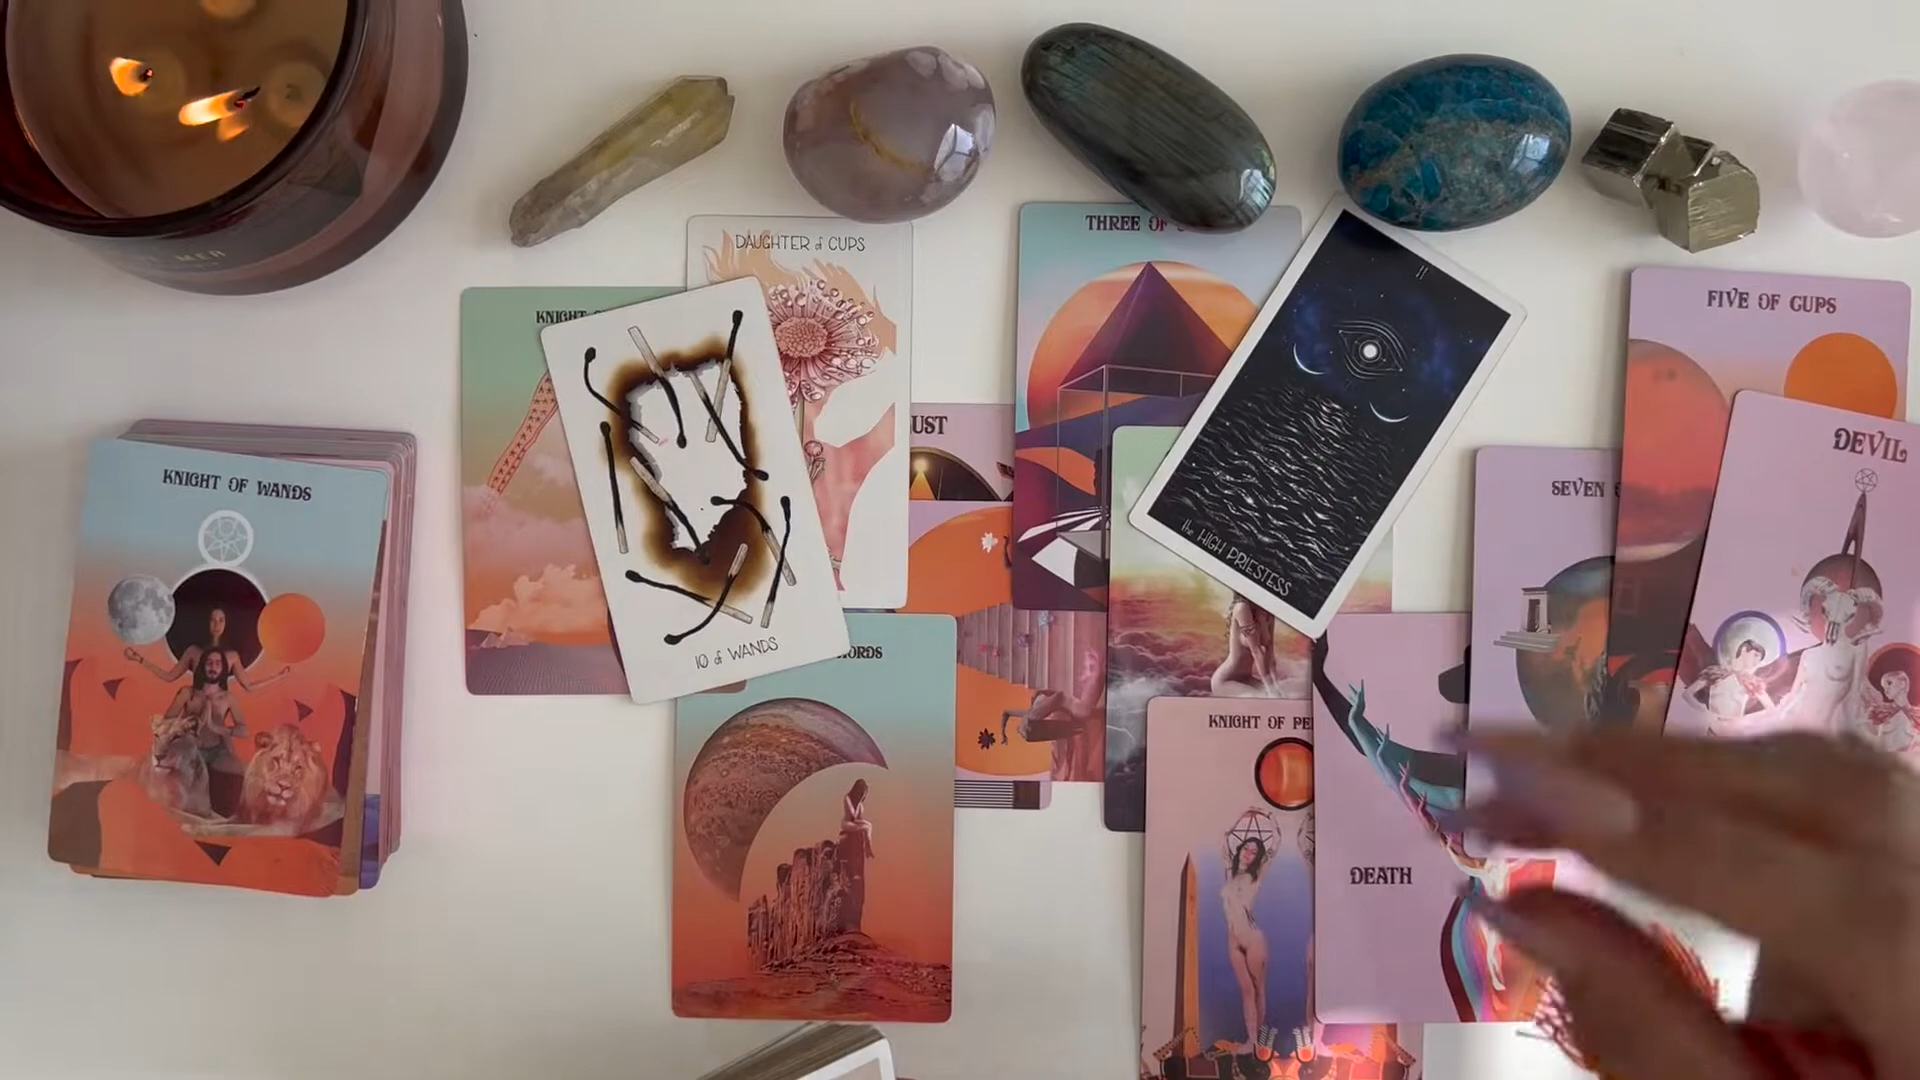 DAUGHTER of CUPS
THREE OF
II
FIVE OF CUPS
KNIGHT
UST
DEVIL
KNIGHT OF WANDS
SEVEN
the HIGH PRIESTESS
10 of WANDS
ORDS
KNIGHT OF PE
DEATH